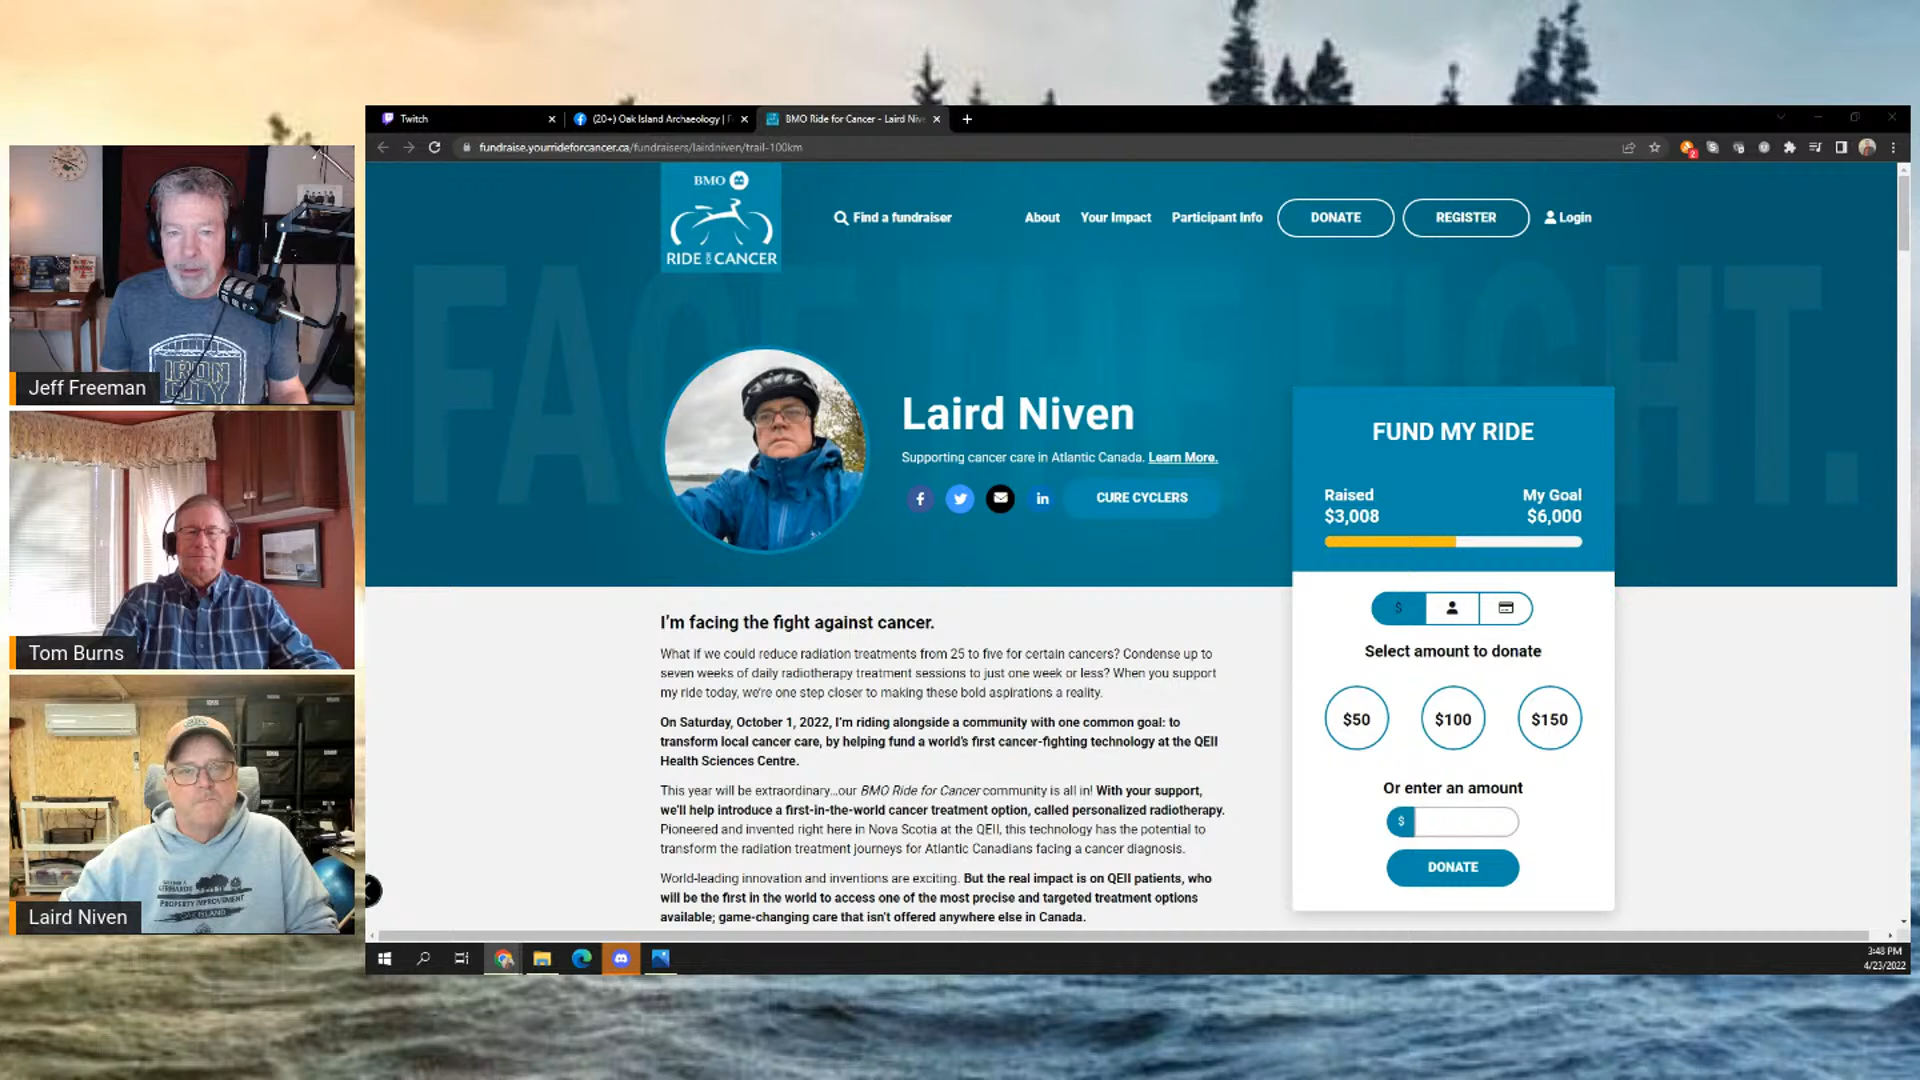 Twitch
(20+) Oak Island Archaeology |
BMO Ride for Cancer - Laird Nive
fundraise.yourrideforcancer.ca/fundraisers/lairdniven/trail-100km
BMO
RIDE FOR CANCER
Find a fundraiser
About
Your Impact
Participant Info
DONATE
REGISTER
Login
FACE THE FIGHT.
IRON
CITY
Jeff Freeman
Tom Burns
PROPERTY IMPROVEMENT
Laird Niven
Laird Niven
Supporting cancer care in Atlantic Canada. Learn More.
CURE CYCLERS
FUND MY RIDE
Raised
$3,008
My Goal
$6,000
$
Select amount to donate
$50
$100
$150
Or enter an amount
$
DONATE
I'm facing the fight against cancer.
What if we could reduce radiation treatments from 25 to five for certain cancers? Condense up to
seven weeks of daily radiotherapy treatment sessions to just one week or less? When you support
my ride today, we're one step closer to making these bold aspirations a reality.
On Saturday, October 1, 2022, I'm riding alongside a community with one common goal: to
transform local cancer care, by helping fund a world's first cancer-fighting technology at the QEII
Health Sciences Centre.
This year will be extraordinary...our BMO Ride for Cancer community is all in! With your support,
we'll help introduce a first-in-the-world cancer treatment option, called personalized radiotherapy.
Pioneered and invented right here in Nova Scotia at the QEII, this technology has the potential to
transform the radiation treatment journeys for Atlantic Canadians facing a cancer diagnosis.
World-leading innovation and inventions are exciting. But the real impact is on QEII patients, who
will be the first in the world to access one of the most precise and targeted treatment options
available; game-changing care that isn't offered anywhere else in Canada.
3:48 PM
4/23/2022